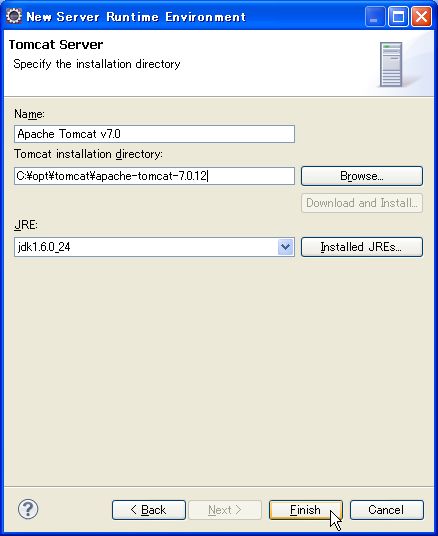 New Server Runtime Environment
Tomcat Server
Specify the installation directory
Name:
Apache Tomcat v7.0
Tomcat installation directory:
C:¥opt¥tomcat¥apache-tomcat-7.0.12
Browse...
Download and Install...
JRE:
jdk1.6.0_24
Installed JREs...
?
< Back
Next >
Finish
Cancel